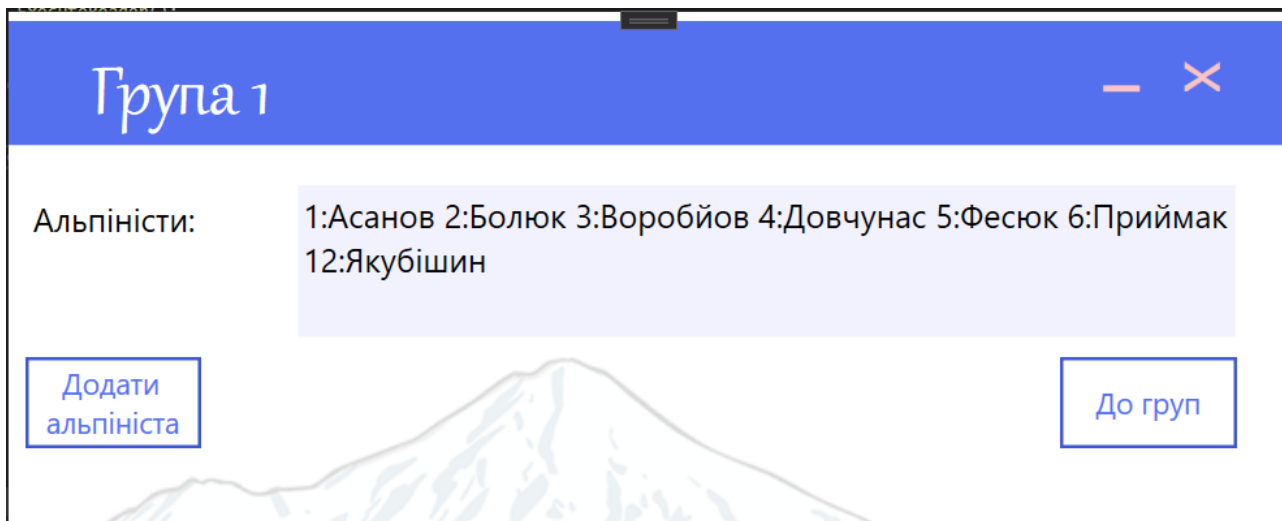 Група 1
Альпіністи:
1:Асанов 2:Болюк 3:Воробйов 4:Довчунас 5:Фесюк 6:Приймак
12:Якубішин
Додати
альпініста
До груп